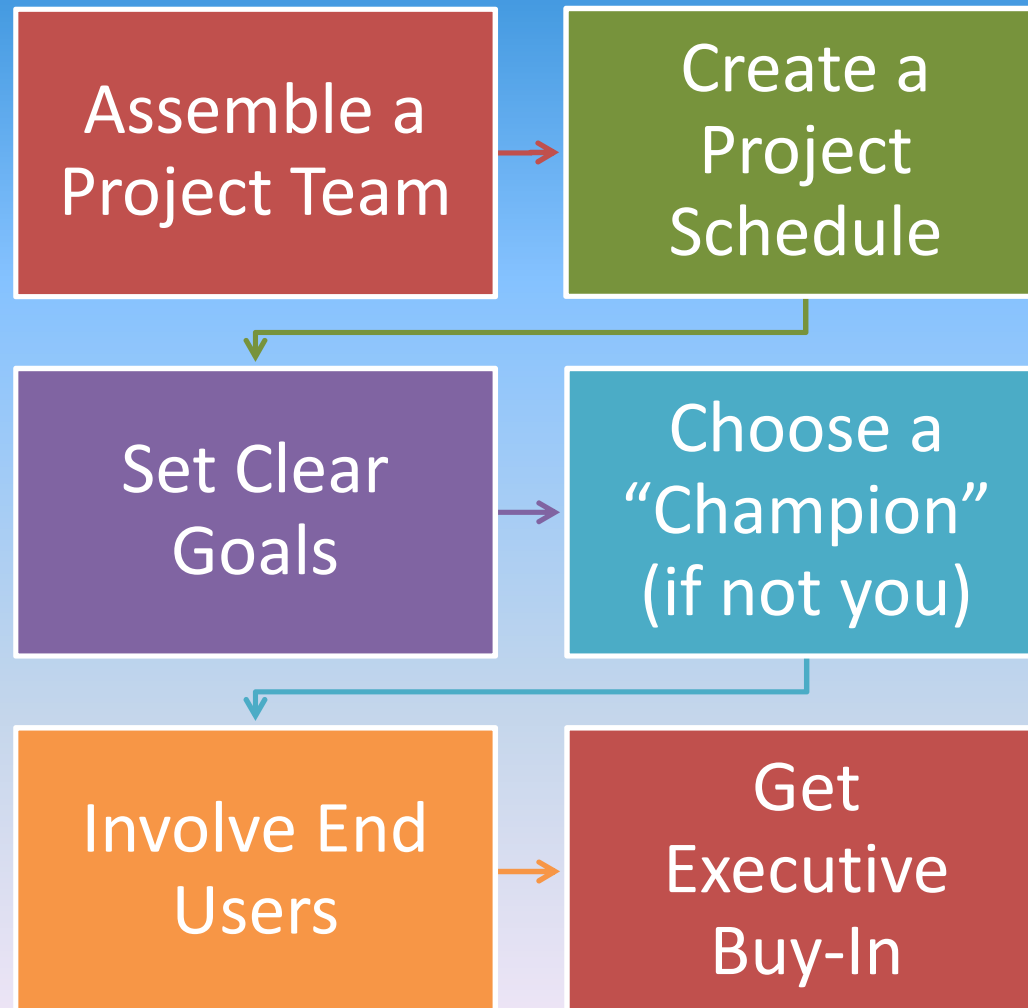 Assemble a
Project Team
Create a
Project
Schedule
Set Clear
Goals
Choose a
“Champion”
(if not you)
Involve End
Users
Get
Executive
Buy-In